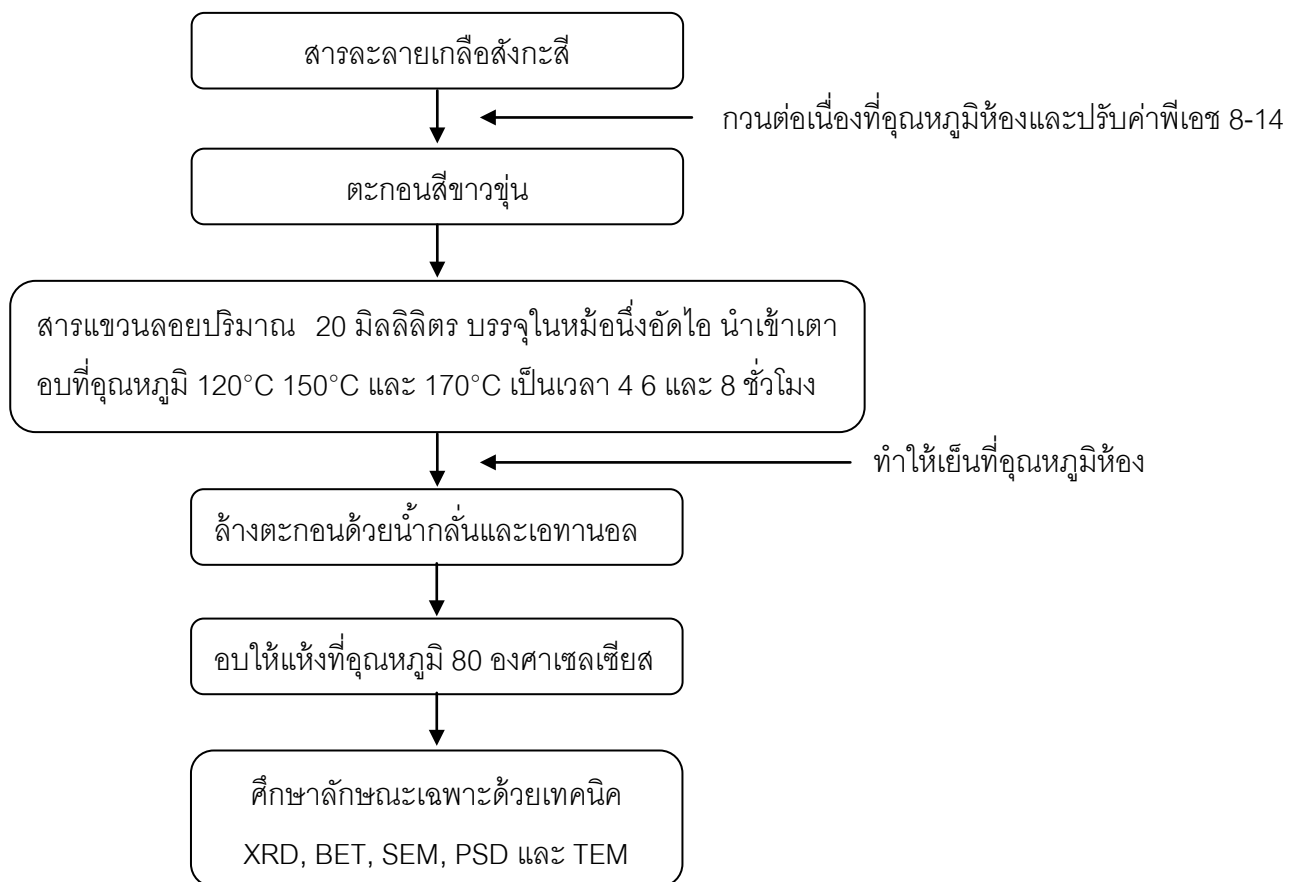 สารละลายเกลือสังกะสี
กวนต่อเนื่องที่อุณหภูมิห้องและปรับค่าพีเอช 8-14
ตะกอนสีขาวขุ่น
สารแขวนลอยปริมาณ 20 มิลลิลิตร บรรจุในหม้อนึ่งอัดไอ นำเข้าเตา
อบที่อุณหภูมิ 120°C 150°C และ 170°C เป็นเวลา 4 6 และ 8 ชั่วโมง
ทำให้เย็นที่อุณหภูมิห้อง
ล้างตะกอนด้วยน้ำกลั่นและเอทานอล
อบให้แห้งที่อุณหภูมิ 80 องศาเซลเซียส
ศึกษาลักษณะเฉพาะด้วยเทคนิค
XRD, BET, SEM, PSD และ TEM